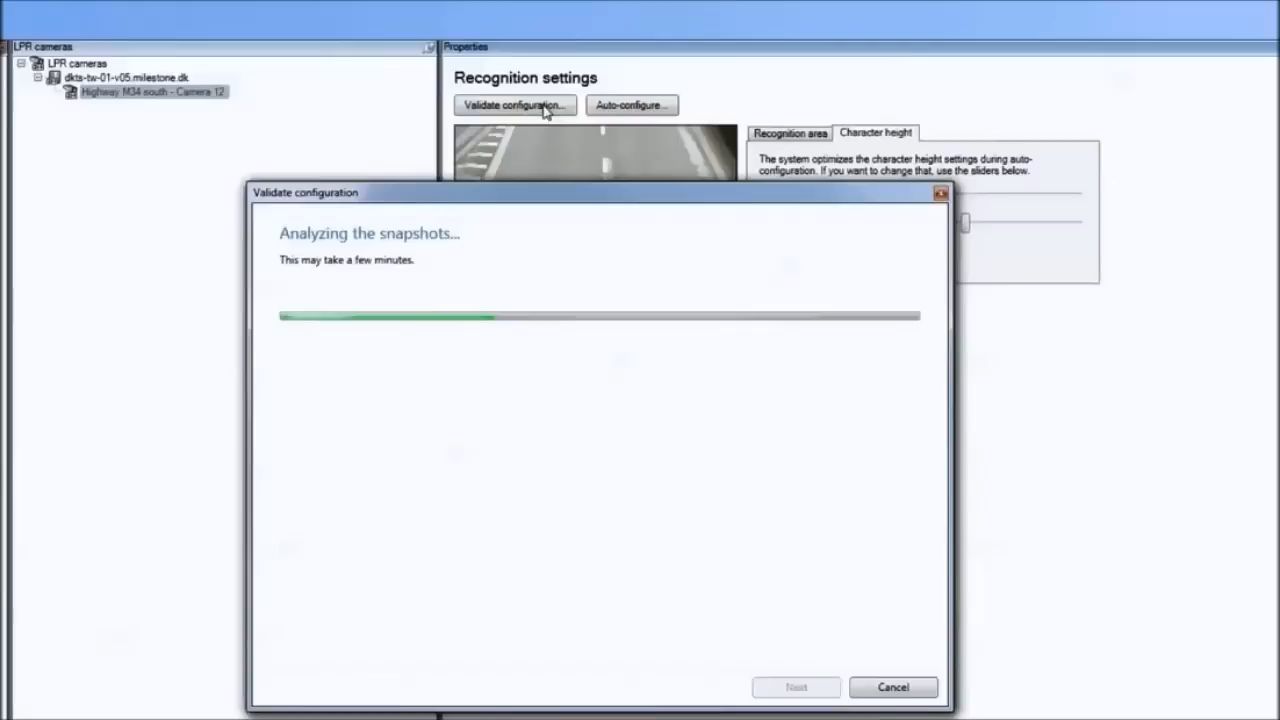 LPR cameras
LPR cameras
dkts-tw-01-v05.milestone.dk
Highway M34 south - Camera 12
Properties
Recognition settings
Validate configuration...
Auto-configure...
Recognition area
Character height
The system optimizes the character height settings during auto-
configuration. If you want to change that, use the sliders below.
Validate configuration
Analyzing the snapshots...
This may take a few minutes.
Next
Cancel